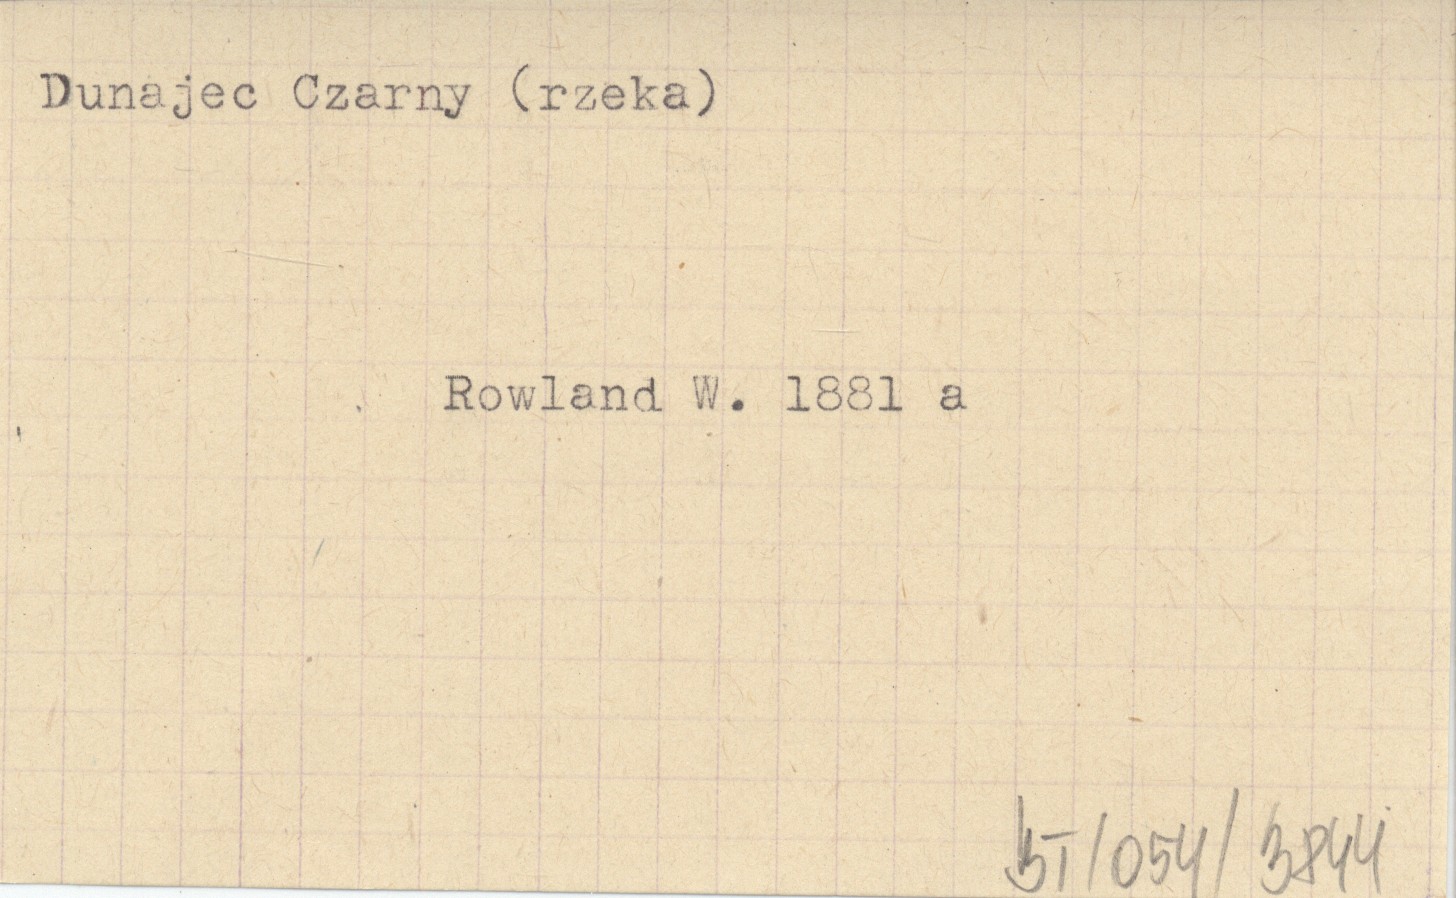 Dunajec Czarny (rzeka)
Rowland W. 1881 a
BT/054/3844